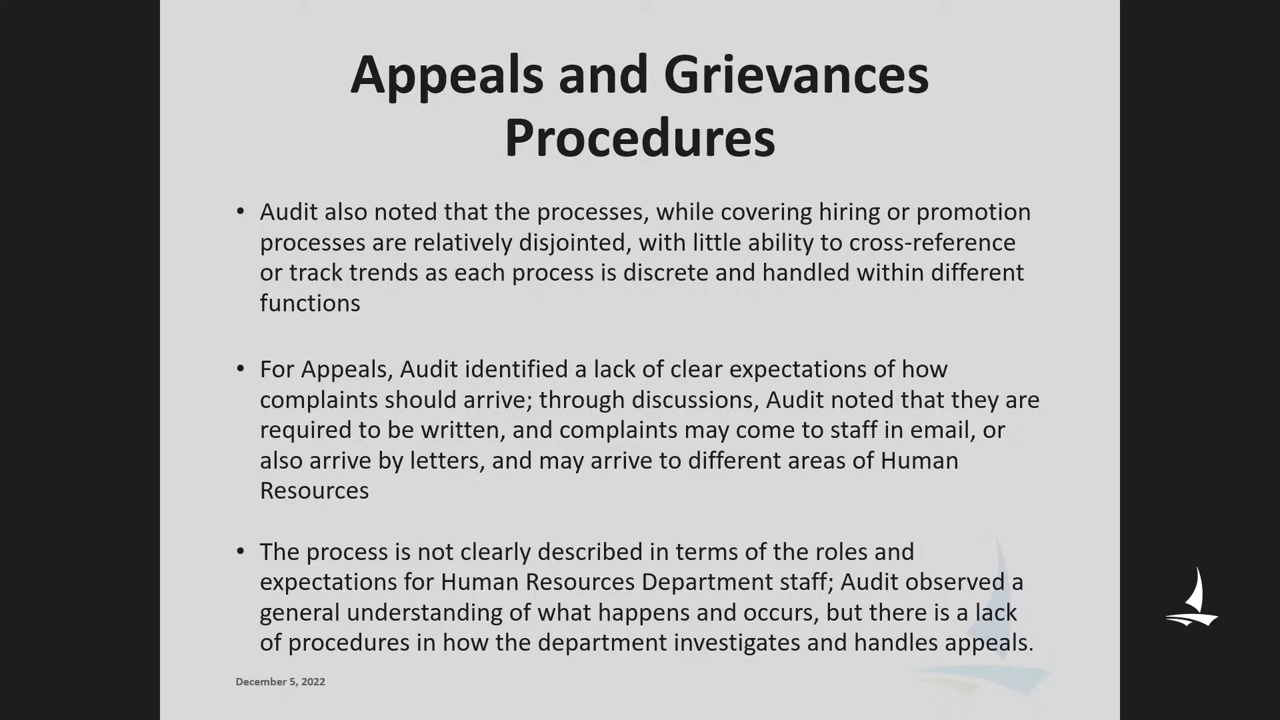 Appeals and Grievances
Procedures
• Audit also noted that the processes, while covering hiring or promotion
processes are relatively disjointed, with little ability to cross-reference
or track trends as each process is discrete and handled within different
functions
• For Appeals, Audit identified a lack of clear expectations of how
complaints should arrive; through discussions, Audit noted that they are
required to be written, and complaints may come to staff in email, or
also arrive by letters, and may arrive to different areas of Human
Resources
• The process is not clearly described in terms of the roles and
expectations for Human Resources Department staff; Audit observed a
general understanding of what happens and occurs, but there is a lack
of procedures in how the department investigates and handles appeals.
December 5, 2022